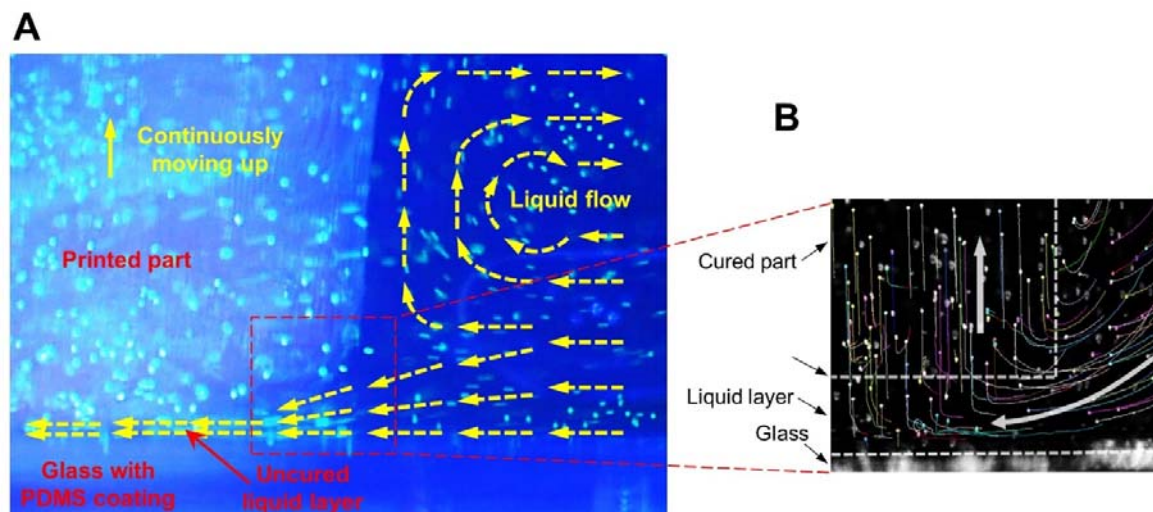 A
Continuously
moving up
Liquid flow
Printed part
Glass with
PDMS coating
Uncured
liquid layer
B
Cured part
Liquid layer
Glass